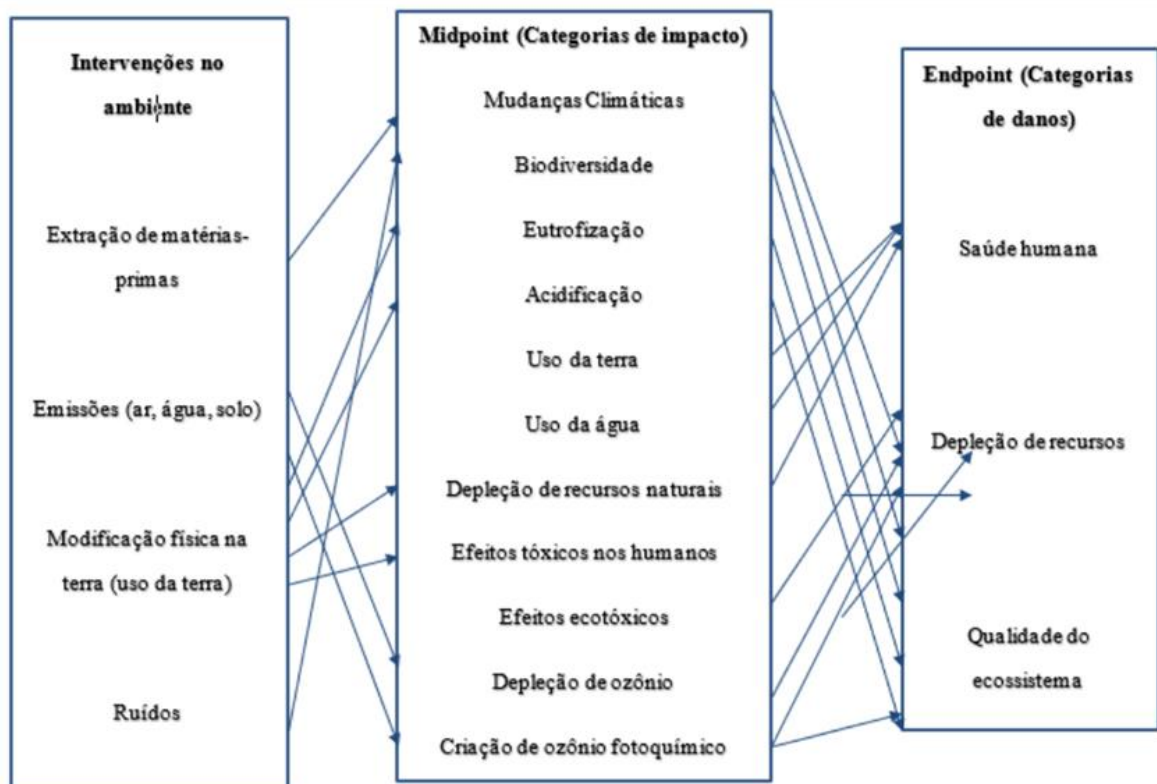 Intervenções no
ambiente
Extração de matérias-
primas
Emissões (ar, água, solo)
Modificação física na
terra (uso da terra)
Ruídos
Midpoint (Categorias de impacto)
Mudanças Climáticas
Biodiversidade
Eutrofização
Acidificação
Uso da terra
Uso da água
Depleção de recursos naturais
Efeitos tóxicos nos humanos
Efeitos ecotóxicos
Depleção de ozônio
Criação de ozônio fotoquímico
Endpoint (Categorias
de danos)
Saúde humana
Depleção de recursos
Qualidade do
ecossistema